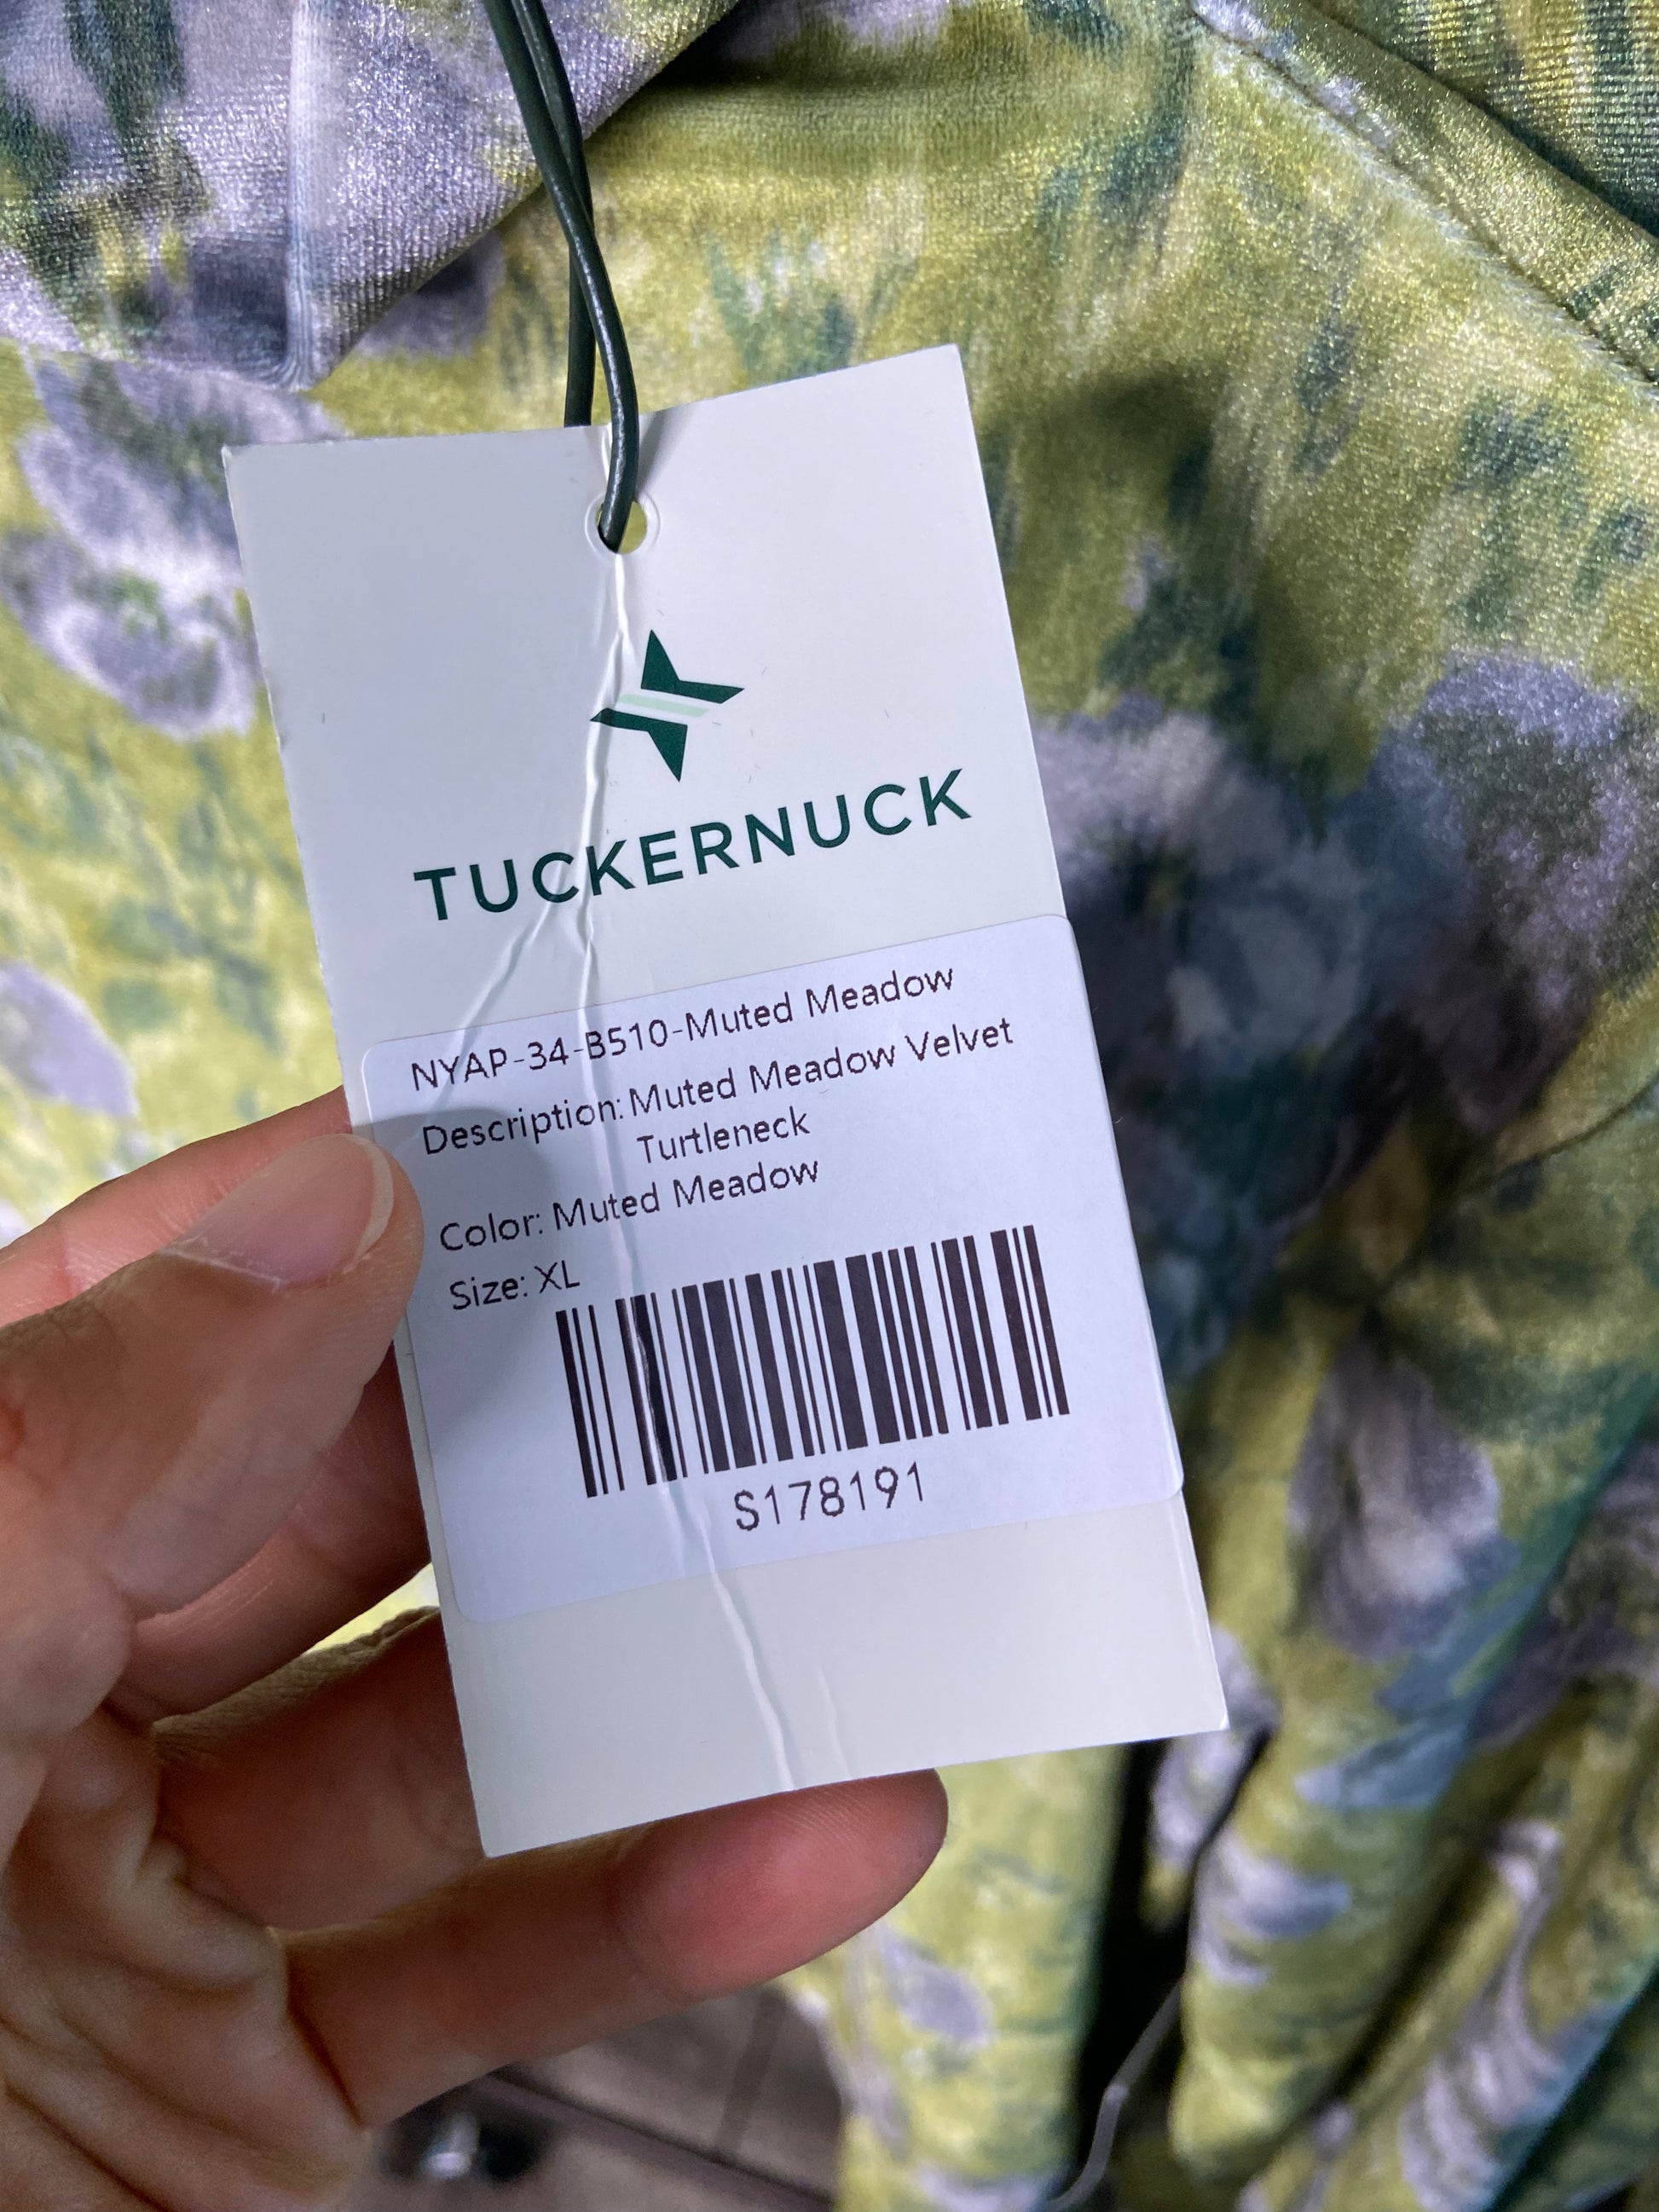 TUCKERNUCK
NYAP-34-B510-Muted Meadow
Description: Muted Meadow Velvet
Turtleneck
Color: Muted Meadow
Size: XL
S178191